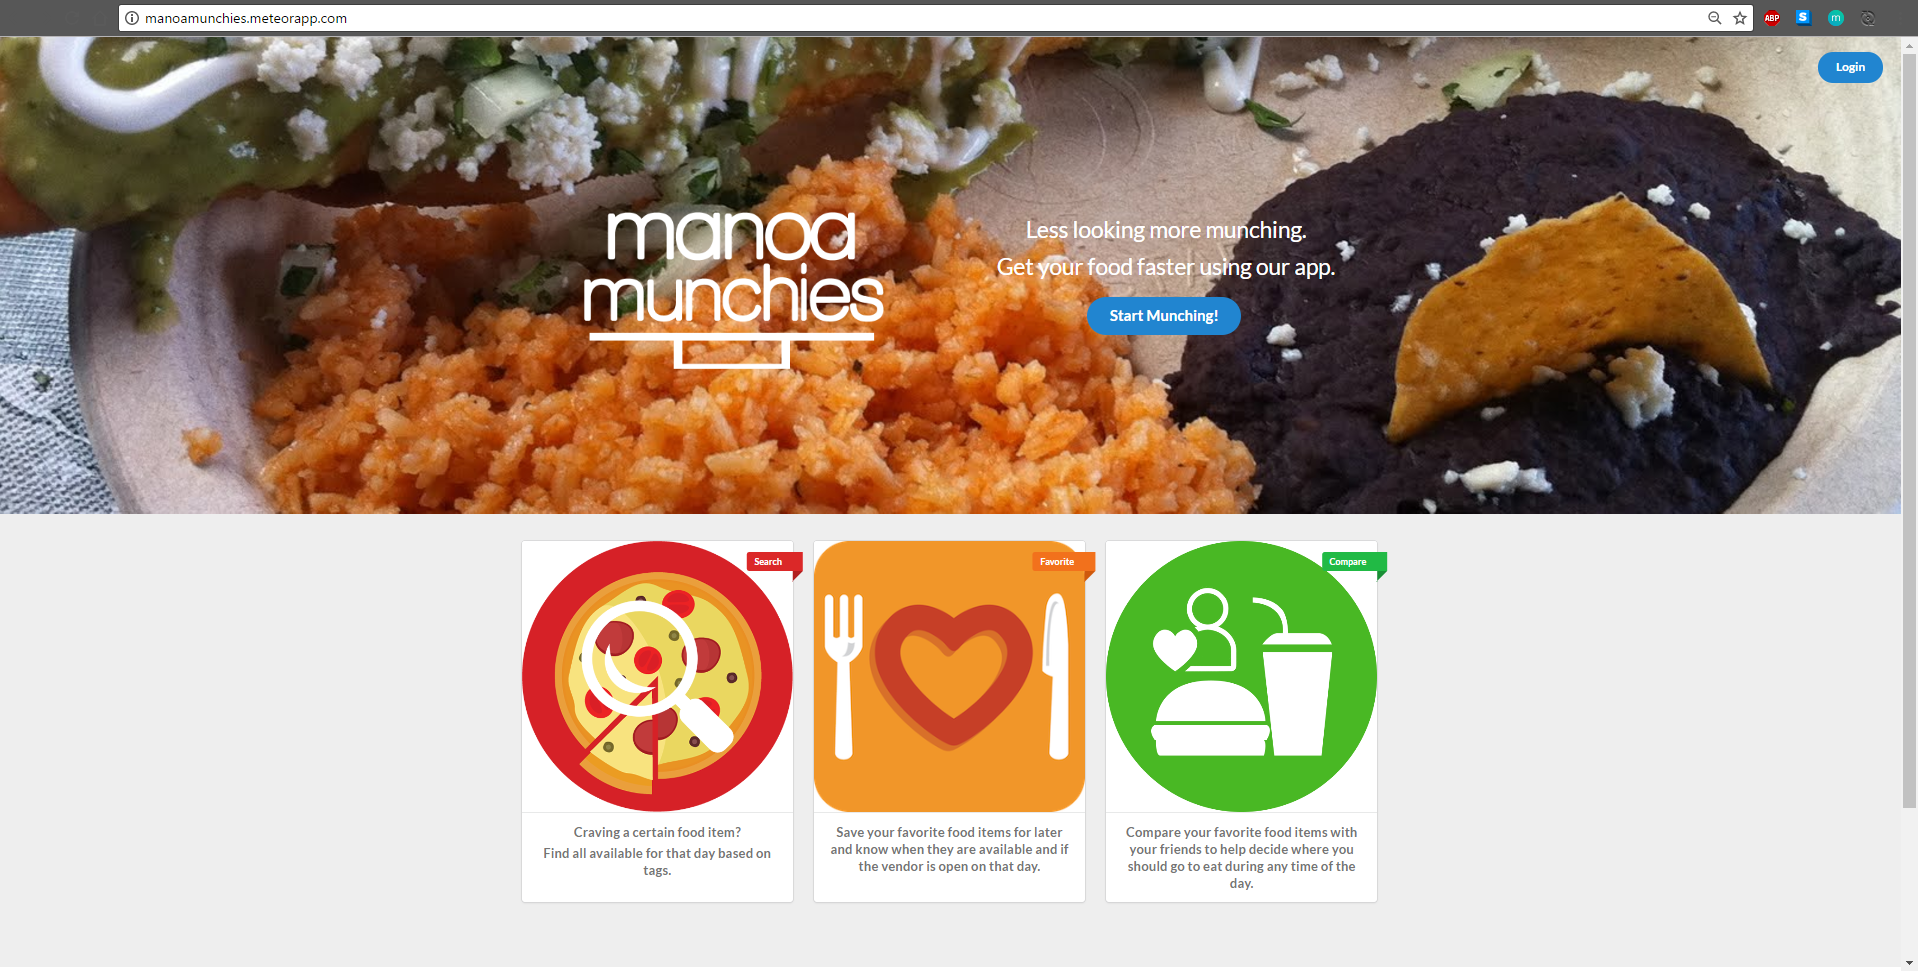 manoamunchies.meteorapp.com
ABP
S
m
Login
manoa
munchies
Less looking more munching.
Get your food faster using our app.
Start Munching!
Search
Favorite
Compare
Craving a certain food item?
Find all available for that day based on
tags.
Save your favorite food items for later
and know when they are available and if
the vendor is open on that day.
Compare your favorite food items with
your friends to help decide where you
should go to eat during any time of the
day.